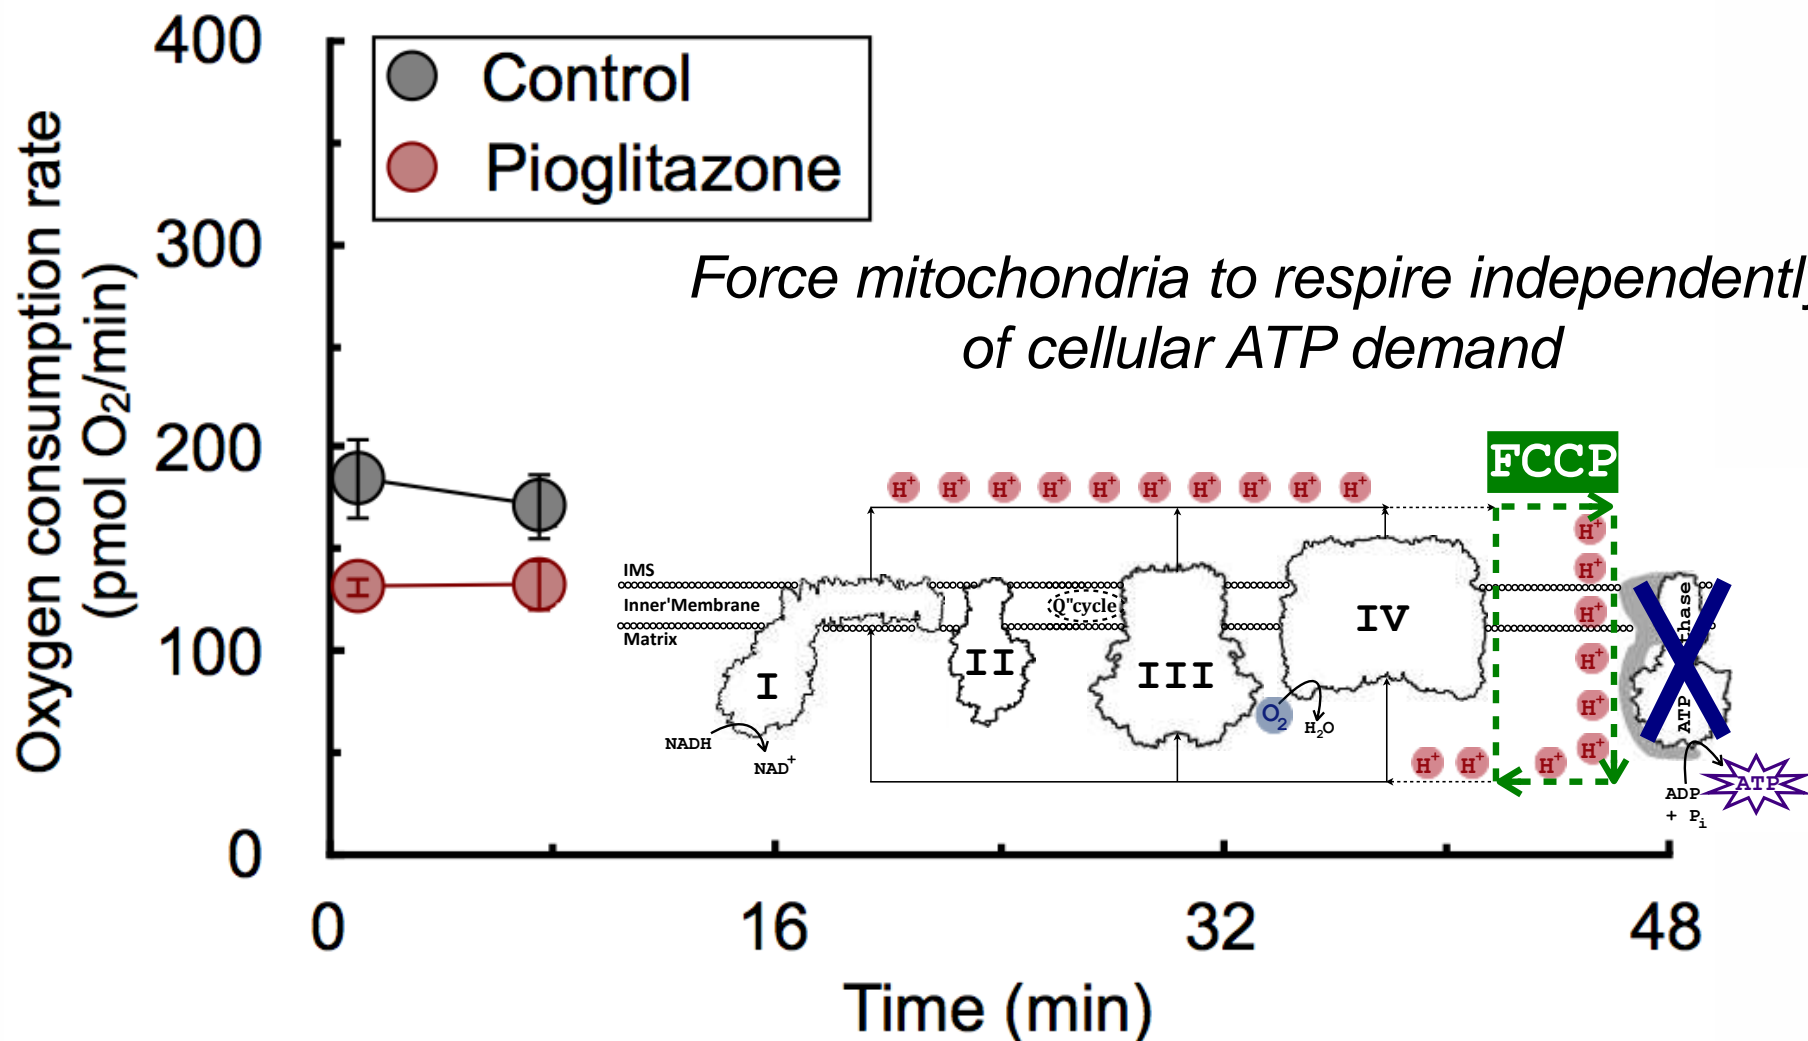 400
300
200
100
0
Oxygen consumption rate
(pmol O2/min)
Control
Pioglitazone
Force mitochondria to respire independently
of cellular ATP demand
FCCP
H+ H+ H+ H+ H+ H+ H+ H+ H+ H+
H+
H+
H+
H+
H+
H+
H+ H+ H+
IMS
Inner'Membrane
Matrix
Q"cycle
I
II
III
IV
NADH
NAD+
O2
H2O
ADP
+ Pi
ATP
0 16 32 48
Time (min)